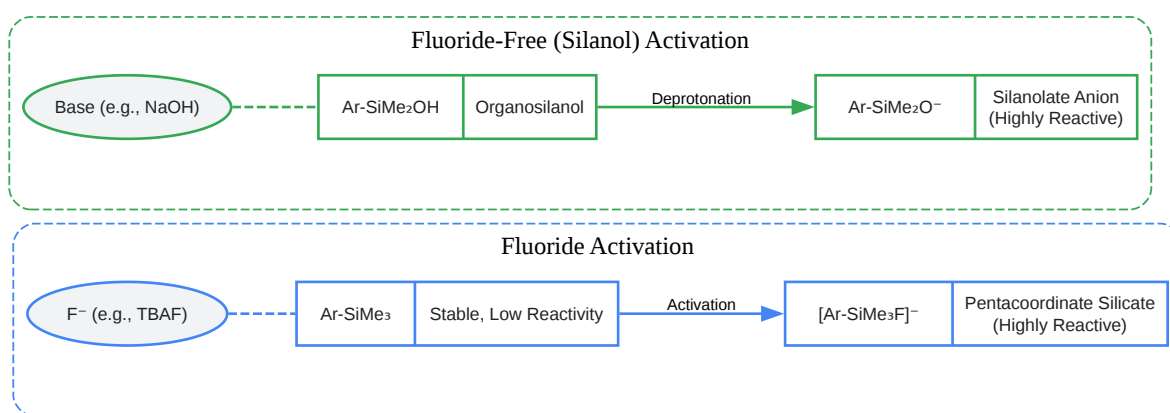 Fluoride-Free (Silanol) Activation
Base (e.g., NaOH)
Ar-SiMe₂OH
Organosilanol
Deprotonation
Ar-SiMe₂O⁻
Silanolate Anion
(Highly Reactive)
Fluoride Activation
F⁻ (e.g., TBAF)
Ar-SiMe₃
Stable, Low Reactivity
Activation
[Ar-SiMe₃F]⁻
Pentacoordinate Silicate
(Highly Reactive)